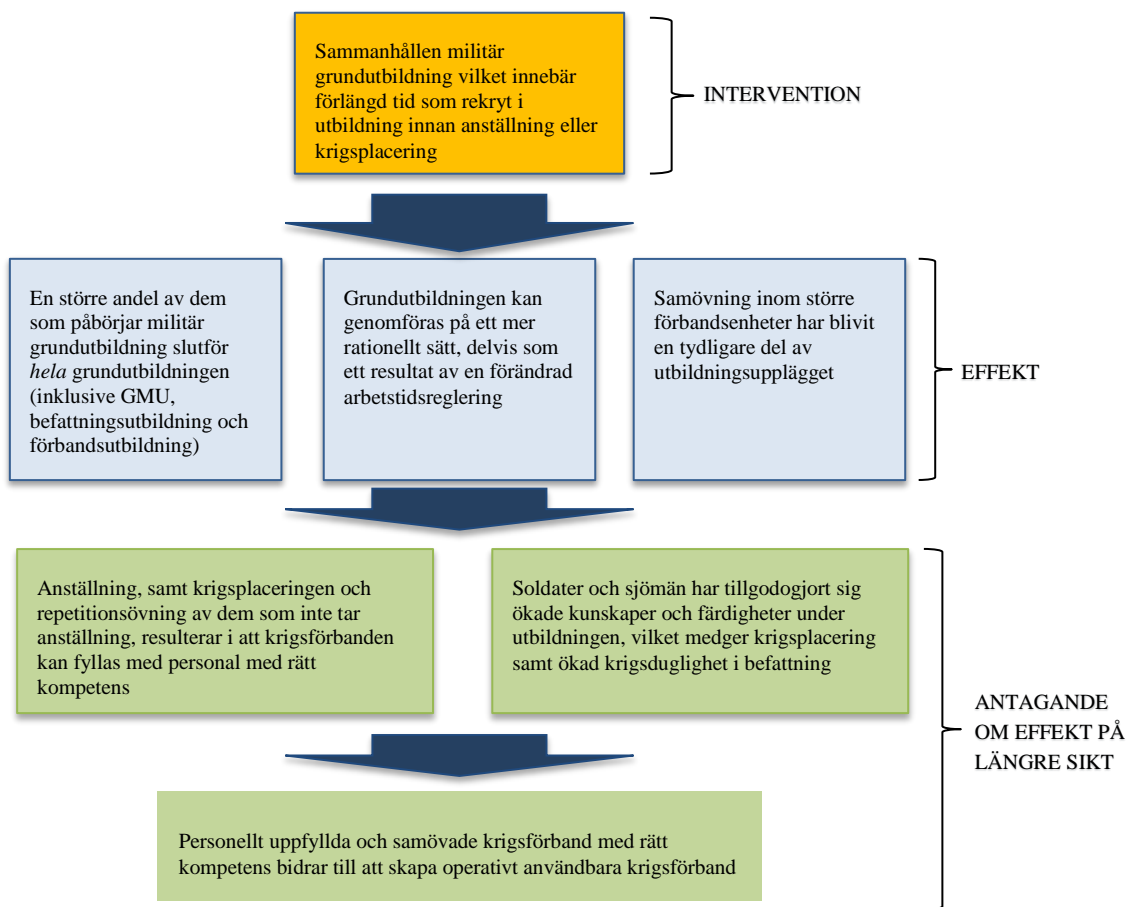 Sammanhållen militär
grundutbildning vilket innebär
förlängd tid som rekryt i
utbildning innan anställning eller
krigsplacering
INTERVENTION
En större andel av dem
som påbörjar militär
grundutbildning slutför
hela grundutbildningen
(inklusive GMU,
befattningsutbildning och
förbandsutbildning)
Grundutbildningen kan
genomföras på ett mer
rationellt sätt, delvis som
ett resultat av en förändrad
arbetstidsreglering
Samövning inom större
förbandsenheter har blivit
en tydligare del av
utbildningsupplägget
EFFEKT
Anställning, samt krigsplaceringen och
repetitionsövning av dem som inte tar
anställning, resulterar i att krigsförbanden
kan fyllas med personal med rätt
kompetens
Soldater och sjömän har tillgodogjort sig
ökade kunskaper och färdigheter under
utbildningen, vilket medger krigsplacering
samt ökad krigsduglighet i befattning
ANTAGANDE
OM EFFEKT PÅ
LÄNGRE SIKT
Personellt uppfyllda och samövade krigsförband med rätt
kompetens bidrar till att skapa operativt användbara krigsförband